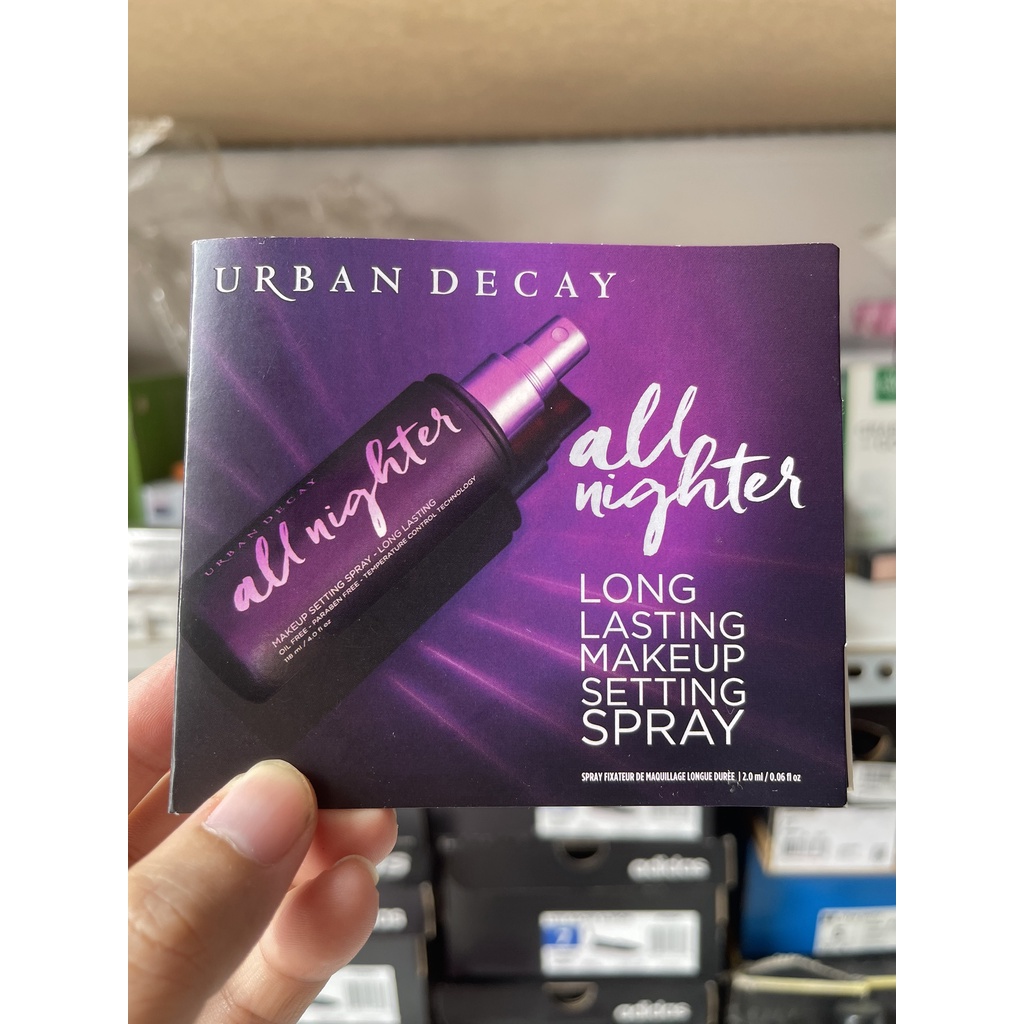 URBAN DECAY
all
nighter
LONG
LASTING
MAKEUP
SETTING
SPRAY
SPRAY FIXATEUR DE MAQUILLAGE LONGUE DURÉE | 2.0 ml / 0.06 fl oz
URBAN DECAY
all nighter
MAKEUP SETTING SPRAY - LONG LASTING
OIL FREE - PARABEN FREE - TEMPERATURE CONTROL TECHNOLOGY
118 ml / 4.0 fl oz
adidas
adidas
adidas
2